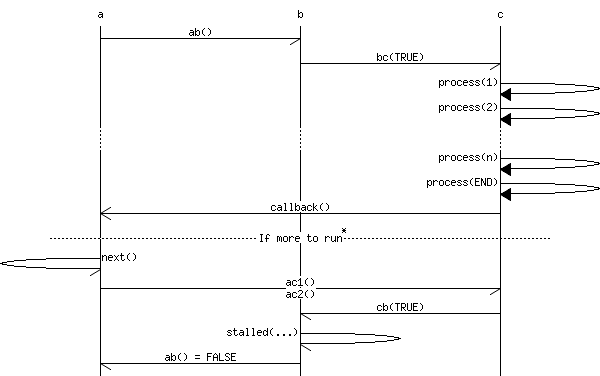 a b c
ab()
bc(TRUE)
process(1)
process(2)
process(n)
process(END)
callback()
If more to run*
next()
ac1()
ac2()
cb(TRUE)
stalled(...)
ab() = FALSE